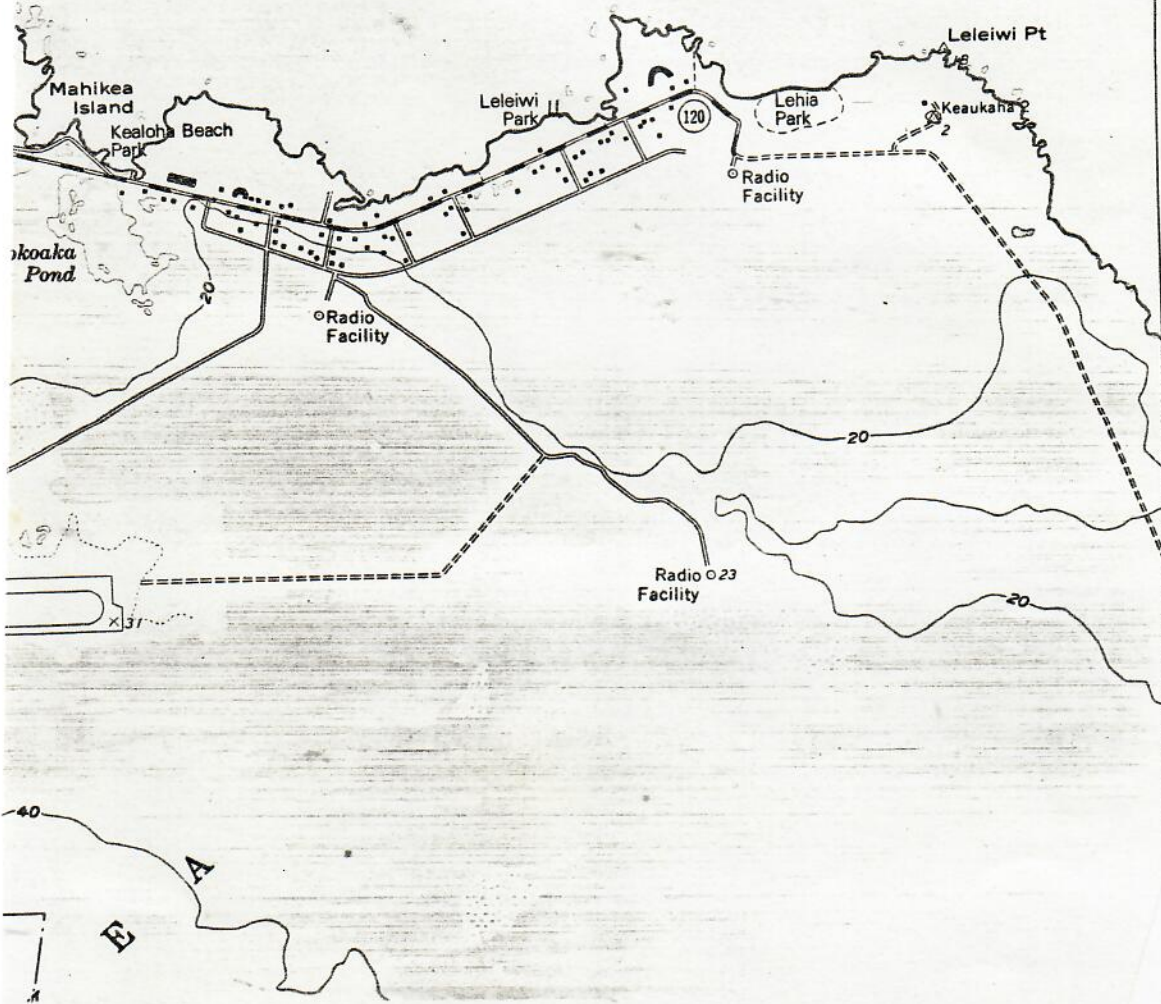 Leleiwi Pt
Mahikea
Island
Kealoha Beach
Park
Leleiwi
Park
120
Lehia
Park
Keaukaha 2
2
Radio
Facility
okoaka
Pond
20
Radio
Facility
20
Radio
Facility
23
20
31
40
A
E